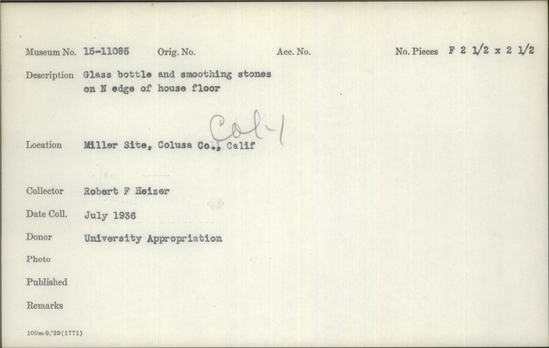 Museum No. 15-11085 Orig. No. Acc. No. No. Pieces F 2 1/2 x 2 1/2
Description Glass bottle and smoothing stones
on N edge of house floor
Col-1
Location Miller Site, Colusa Co., Calif
Collector Robert F Heizer
Date Coll. July 1936
Donor University Appropriation
Photo
Published
Remarks
100m-9,'39(1771)